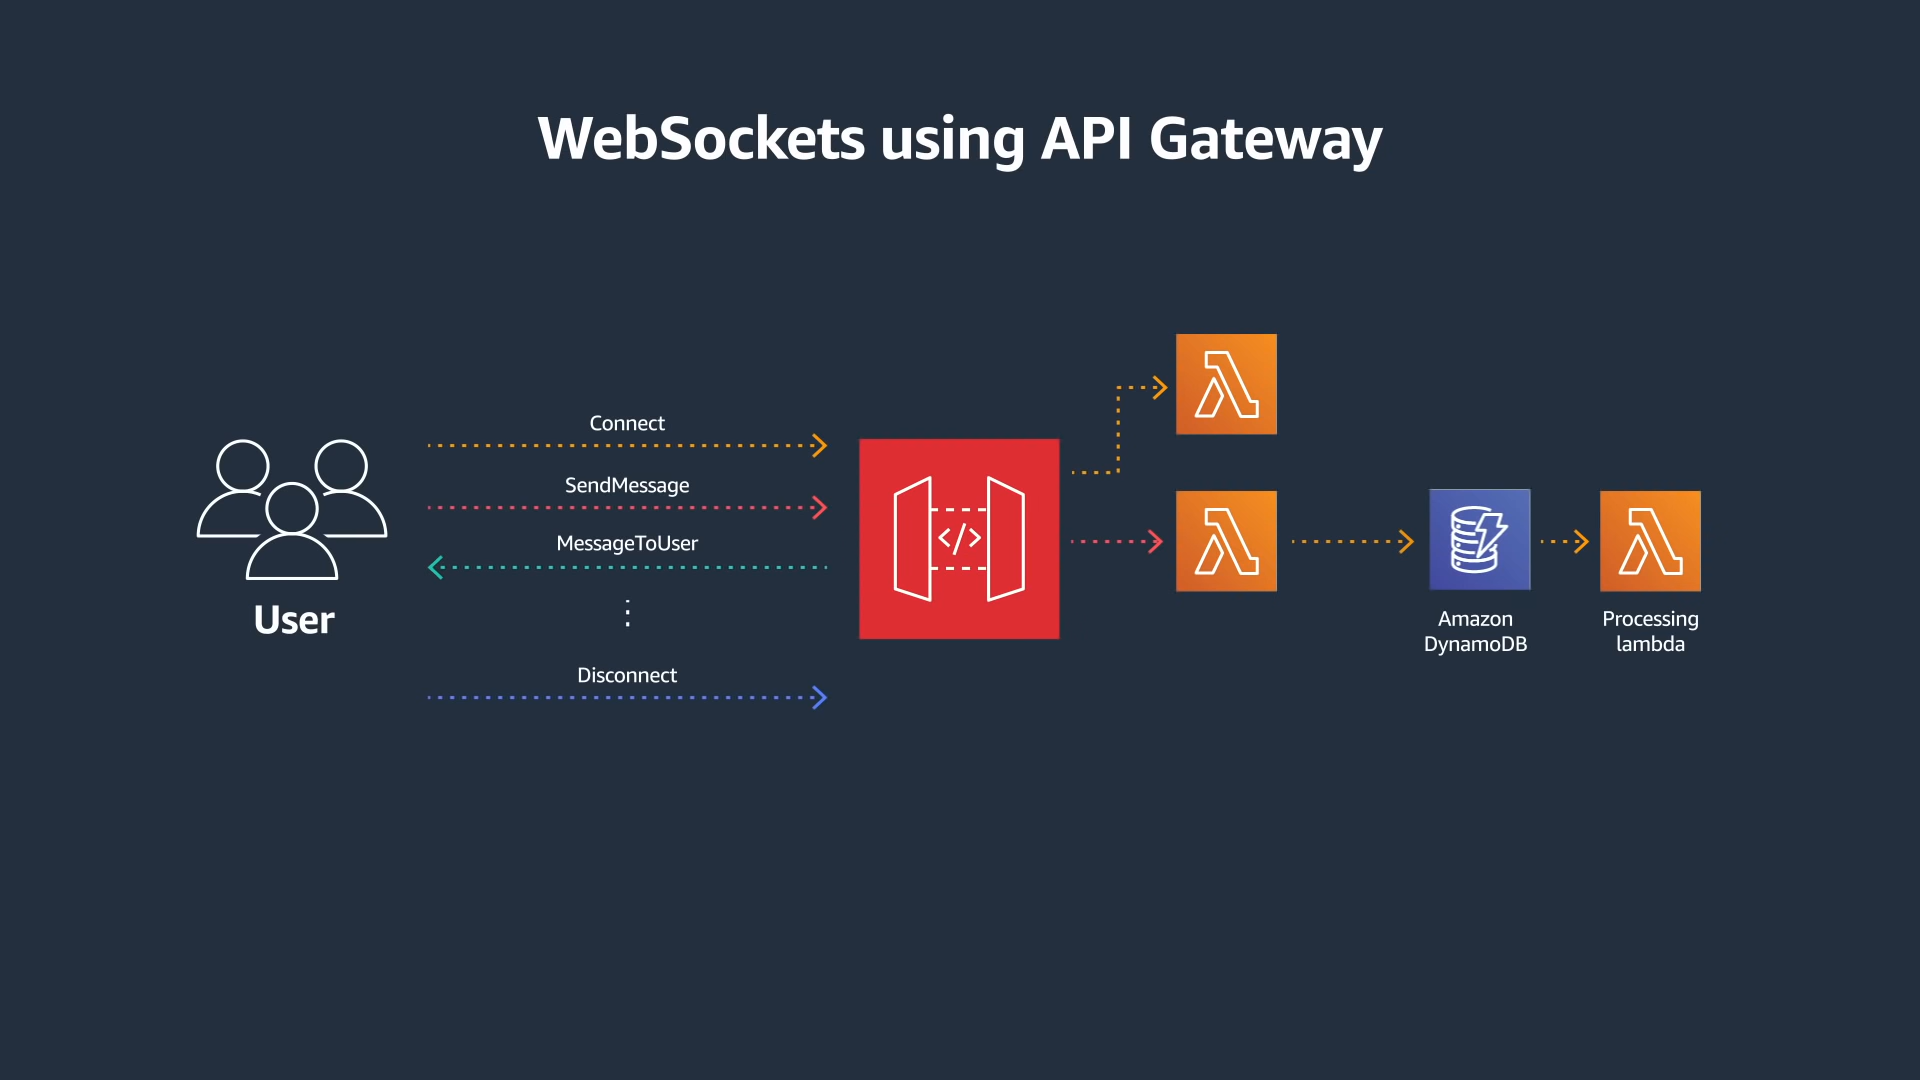 WebSockets using API Gateway
Connect
SendMessage
MessageToUser
Disconnect
User
</>
Amazon
DynamoDB
Processing
lambda